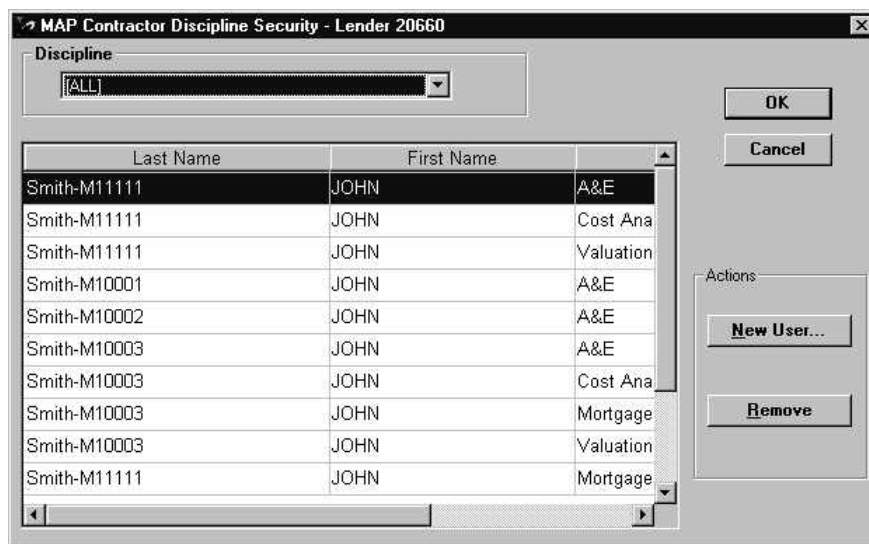 MAP Contractor Discipline Security - Lender 20660
Discipline
[ALL]
OK
Cancel
Last Name First Name
Smith-M11111 JOHN A&E
Smith-M11111 JOHN Cost Ana
Smith-M11111 JOHN Valuation
Smith-M10001 JOHN A&E
Smith-M10002 JOHN A&E
Smith-M10003 JOHN A&E
Smith-M10003 JOHN Cost Ana
Smith-M10003 JOHN Mortgage
Smith-M10003 JOHN Valuation
Smith-M11111 JOHN Mortgage
Actions
New User...
Remove